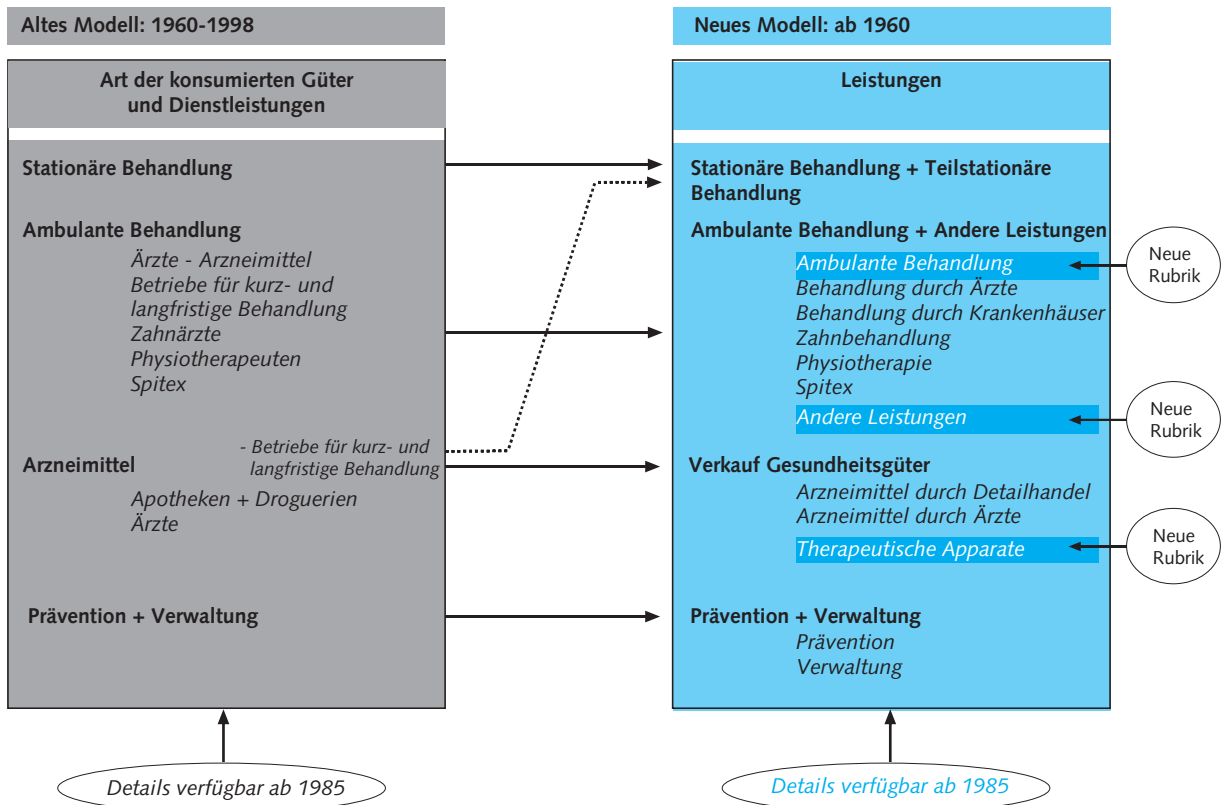 Altes Modell: 1960-1998
Art der konsumierten Güter
und Dienstleistungen
Stationäre Behandlung
Ambulante Behandlung
Ärzte - Arzneimittel
Betriebe für kurz- und
langfristige Behandlung
Zahnärzte
Physiotherapeuten
Spitex
- Betriebe für kurz- und
langfristige Behandlung
Arzneimittel
Apotheken + Droguerien
Ärzte
Prävention + Verwaltung
Details verfügbar ab 1985
Neues Modell: ab 1960
Leistungen
Stationäre Behandlung + Teilstationäre
Behandlung
Ambulante Behandlung + Andere Leistungen
Ambulante Behandlung
Behandlung durch Ärzte
Behandlung durch Krankenhäuser
Zahnbehandlung
Physiotherapie
Spitex
Andere Leistungen
Verkauf Gesundheitsgüter
Arzneimittel durch Detailhandel
Arzneimittel durch Ärzte
Therapeutische Apparate
Prävention + Verwaltung
Prävention
Verwaltung
Details verfügbar ab 1985
Neue
Rubrik
Neue
Rubrik
Neue
Rubrik